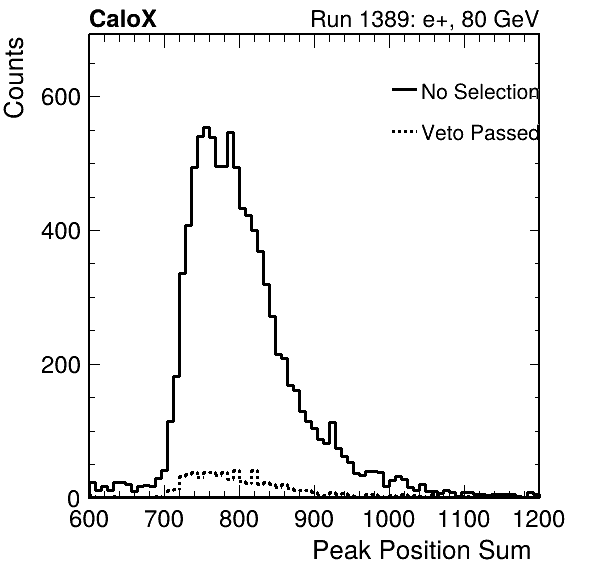 CaloX Run 1389: e+, 80 GeV
Counts
No Selection
Veto Passed
600
400
200
0
600 700 800 900 1000 1100 1200
Peak Position Sum